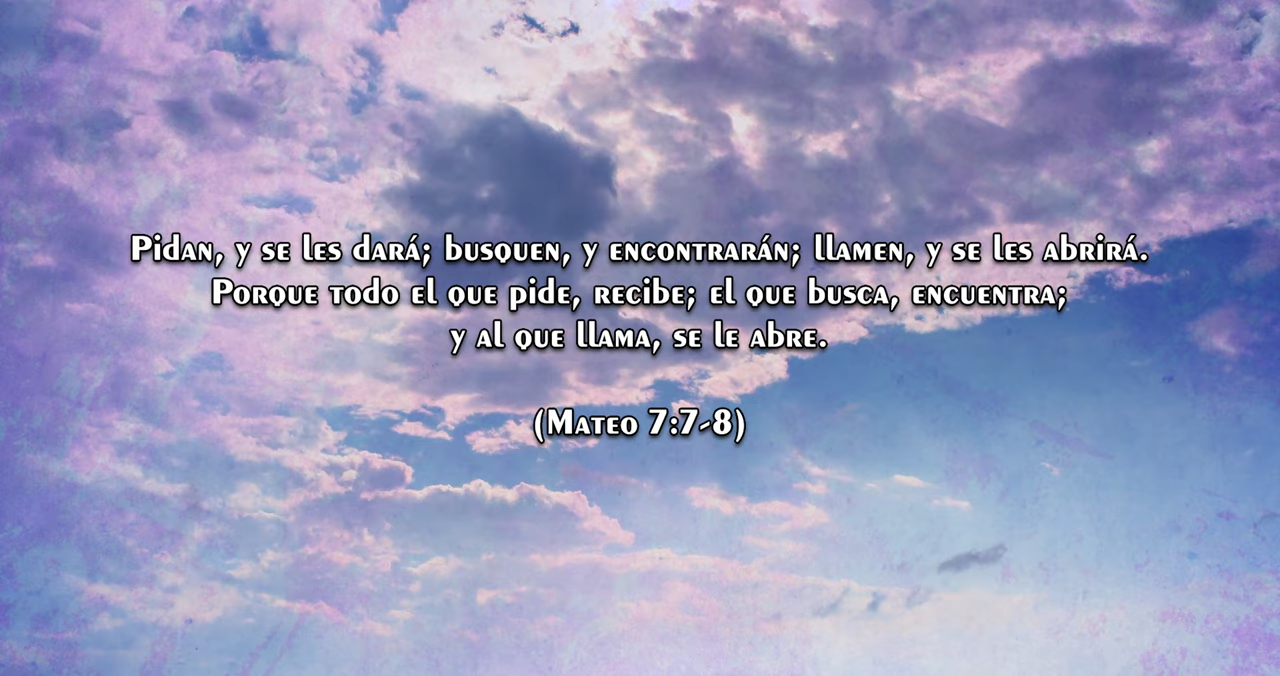 Pidan, y se les dará; busquen, y encontrarán; llamen, y se les abrirá.
Porque todo el que pide, recibe; el que busca, encuentra;
y al que llama, se le abre.
(Mateo 7:7-8)